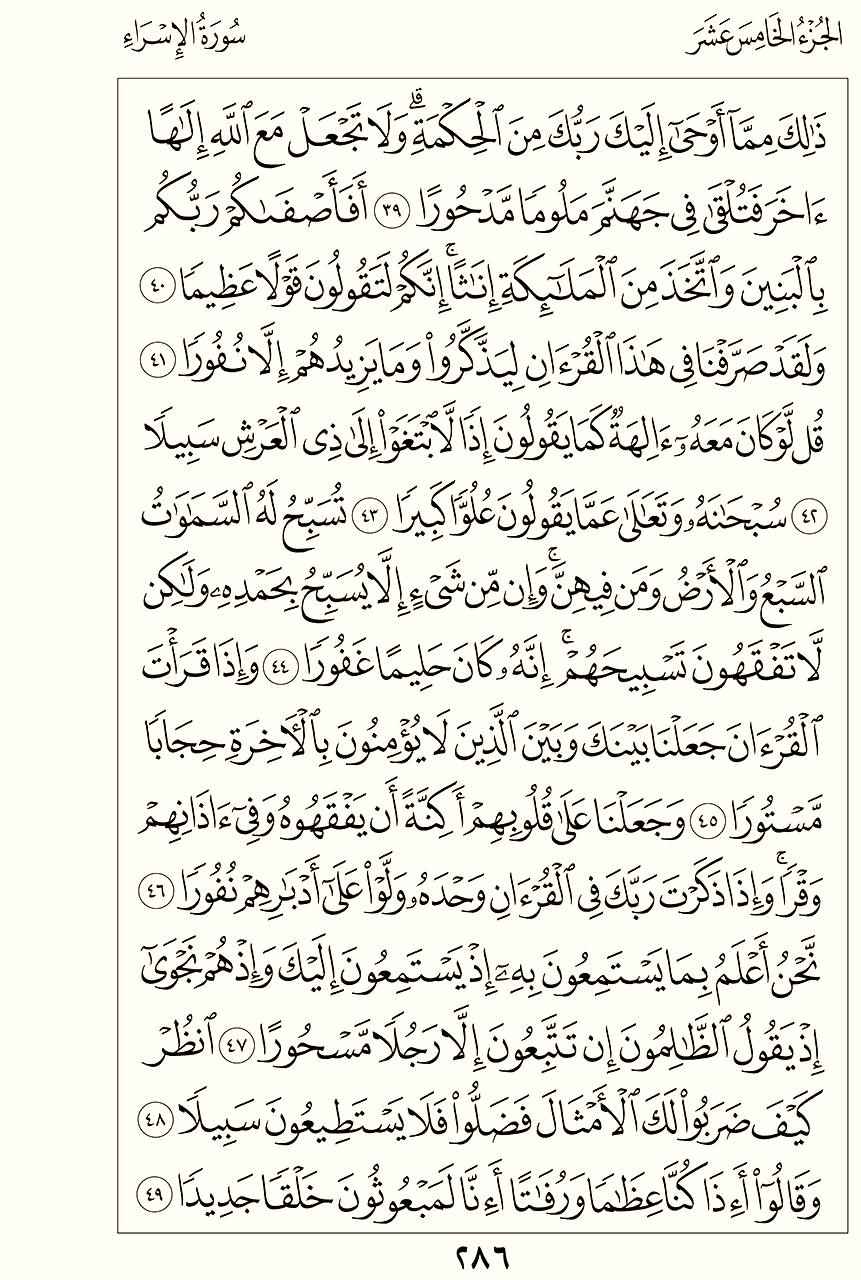 الجُزْءُ الخَامِسَ عَشَرَ
سُورَةُ الإِسْرَاءِ
ذَٰلِكَ مِمَّآ أَوْحَىٰٓ إِلَيْكَ رَبُّكَ مِنَ ٱلْحِكْمَةِۗ وَلَا تَجْعَلْ مَعَ ٱللَّهِ إِلَٰهًا
ءَاخَرَ فَتُلْقَىٰ فِى جَهَنَّمَ مَلُومًا مَّدْحُورًا ٣٩ أَفَأَصْفَىٰكُمْ رَبُّكُم
بِٱلْبَنِينَ وَٱتَّخَذَ مِنَ ٱلْمَلَٰٓئِكَةِ إِنَٰثًاۚ إِنَّكُمْ لَتَقُولُونَ قَوْلًا عَظِيمًا ٤٠
وَلَقَدْ صَرَّفْنَا فِى هَٰذَا ٱلْقُرْءَانِ لِيَذَّكَّرُوا۟ وَمَا يَزِيدُهُمْ إِلَّا نُفُورًا ٤١
قُل لَّوْ كَانَ مَعَهُۥٓ ءَالِهَةٌ كَمَا يَقُولُونَ إِذًا لَّٱبْتَغَوْا۟ إِلَىٰ ذِى ٱلْعَرْشِ سَبِيلًا
٤٢ سُبْحَٰنَهُۥ وَتَعَٰلَىٰ عَمَّا يَقُولُونَ عُلُوًّا كَبِيرًا ٤٣ تُسَبِّحُ لَهُ ٱلسَّمَٰوَٰتُ
ٱلسَّبْعُ وَٱلْأَرْضُ وَمَن فِيهِنَّۚ وَإِن مِّن شَىْءٍ إِلَّا يُسَبِّحُ بِحَمْدِهِۦ وَلَٰكِن
لَّا تَفْقَهُونَ تَسْبِيحَهُمْۚ إِنَّهُۥ كَانَ حَلِيمًا غَفُورًا ٤٤ وَإِذَا قَرَأْتَ
ٱلْقُرْءَانَ جَعَلْنَا بَيْنَكَ وَبَيْنَ ٱلَّذِينَ لَا يُؤْمِنُونَ بِٱلْءَاخِرَةِ حِجَابًا
مَّسْتُورًا ٤٥ وَجَعَلْنَا عَلَىٰ قُلُوبِهِمْ أَكِنَّةً أَن يَفْقَهُوهُ وَفِىٓ ءَاذَانِهِمْ
وَقْرًاۚ وَإِذَا ذَكَرْتَ رَبَّكَ فِى ٱلْقُرْءَانِ وَحْدَهُۥ وَلَّوْا۟ عَلَىٰٓ أَدْبَٰرِهِمْ نُفُورًا ٤٦
نَّحْنُ أَعْلَمُ بِمَا يَسْتَمِعُونَ بِهِۦٓ إِذْ يَسْتَمِعُونَ إِلَيْكَ وَإِذْ هُمْ نَجْوَىٰٓ
إِذْ يَقُولُ ٱلظَّٰلِمُونَ إِن تَتَّبِعُونَ إِلَّا رَجُلًا مَّسْحُورًا ٤٧ ٱنظُرْ
كَيْفَ ضَرَبُوا۟ لَكَ ٱلْأَمْثَالَ فَضَلُّوا۟ فَلَا يَسْتَطِيعُونَ سَبِيلًا ٤٨
وَقَالُوٓا۟ أَءِذَا كُنَّا عِظَٰمًا وَرُفَٰتًا أَءِنَّا لَمَبْعُوثُونَ خَلْقًا جَدِيدًا ٤٩
٢٨٦